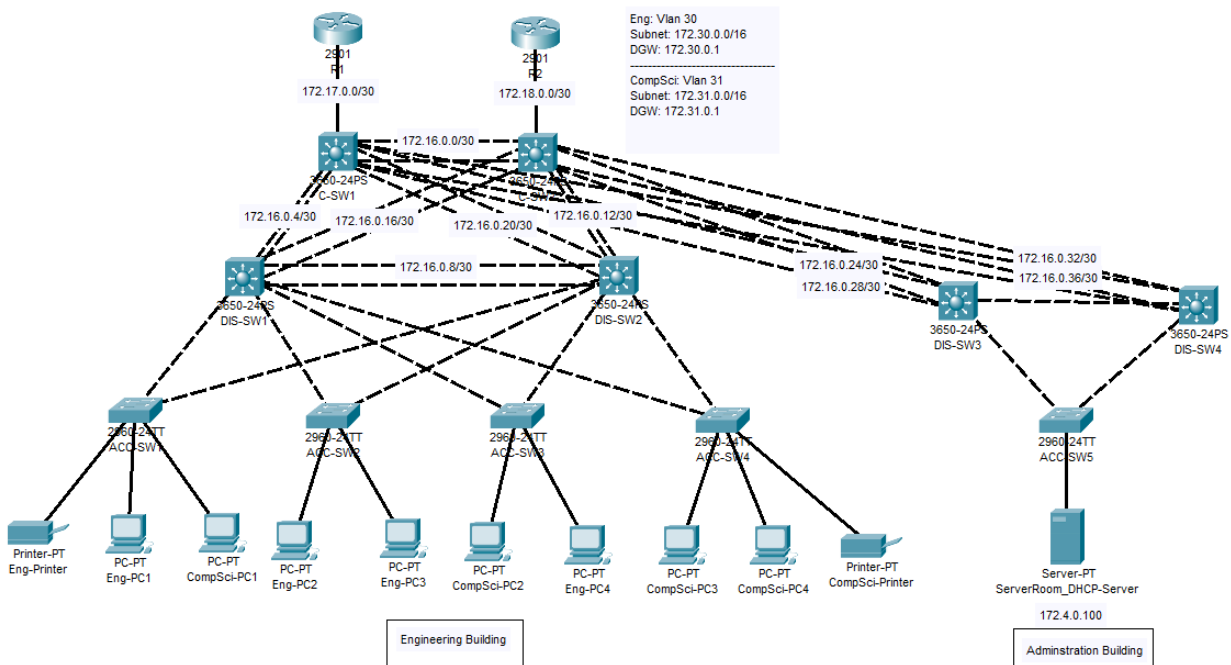 2901
R1
2901
R2
Eng: Vlan 30
Subnet: 172.30.0.0/16
DGW: 172.30.0.1
------------------------------------
CompSci: Vlan 31
Subnet: 172.31.0.0/16
DGW: 172.31.0.1
172.17.0.0/30
172.18.0.0/30
172.16.0.0/30
3650-24PS
C-SW1
3650-24PS
172.16.0.4/30
172.16.0.16/30
172.16.0.20/30
172.16.0.12/30
172.16.0.8/30
172.16.0.24/30
172.16.0.28/30
172.16.0.32/30
172.16.0.36/30
3650-24PS
DIS-SW1
3650-24PS
DIS-SW2
3650-24PS
DIS-SW3
3650-24PS
DIS-SW4
2960-24TT
ACC-SW1
2960-24TT
ACC-SW2
2960-24TT
ACC-SW3
2960-24TT
ACC-SW4
2960-24TT
ACC-SW5
Printer-PT
Eng-Printer
PC-PT
Eng-PC1
PC-PT
CompSci-PC1
PC-PT
Eng-PC2
PC-PT
Eng-PC3
PC-PT
CompSci-PC2
PC-PT
Eng-PC4
PC-PT
CompSci-PC3
PC-PT
CompSci-PC4
Printer-PT
CompSci-Printer
Server-PT
ServerRoom_DHCP-Server
172.4.0.100
Engineering Building
Adminstration Building